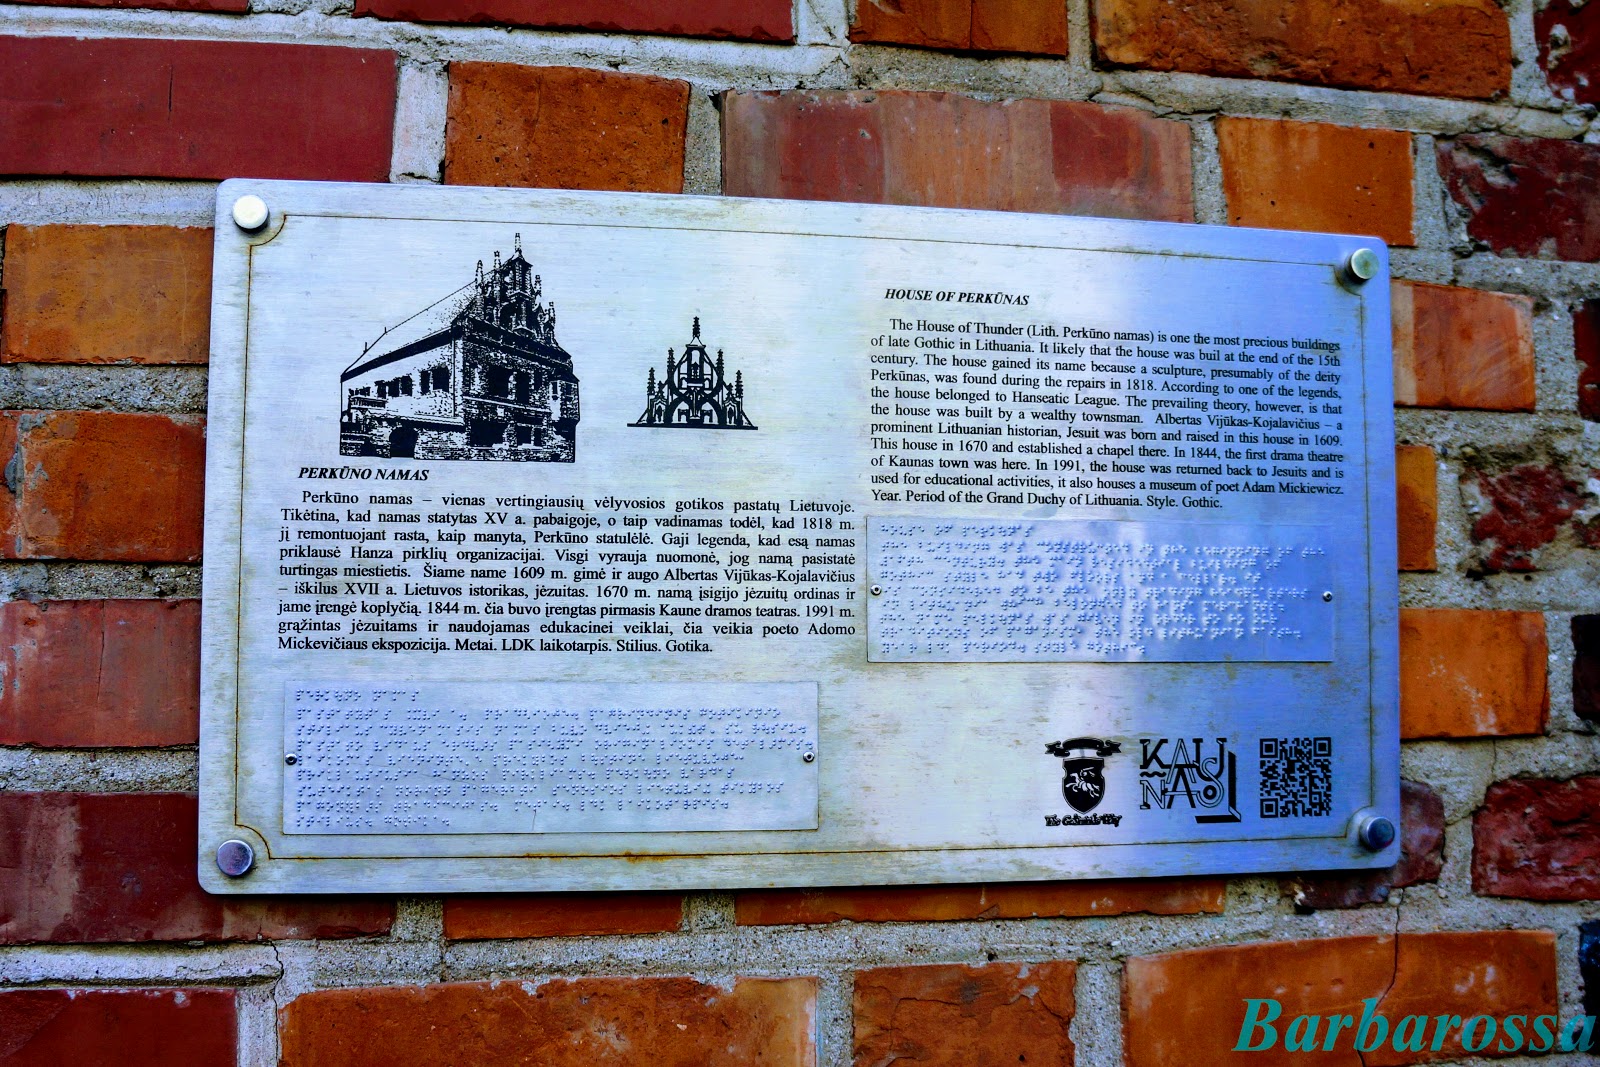 PERKŪNO NAMAS
Perkūno namas – vienas vertingiausių vėlyvosios gotikos pastatų Lietuvoje.
Tikėtina, kad namas statytas XV a. pabaigoje, o taip vadinamas todėl, kad 1818 m.
jį remontuojant rasta, kaip manyta, Perkūno statulėlė. Gaji legenda, kad esą namas
priklausė Hanza pirklių organizacijai. Visgi vyrauja nuomonė, jog namą pasistatė
turtingas miestietis. Šiame name 1609 m. gimė ir augo Albertas Vijūkas-Kojalavičius
– iškilus XVII a. Lietuvos istorikas, jėzuitas. 1670 m. namą įsigijo jėzuitų ordinas ir
jame įrengė koplyčią. 1844 m. čia buvo įrengtas pirmasis Kaune dramos teatras. 1991 m.
grąžintas jėzuitams ir naudojamas edukacinei veiklai, čia veikia poeto Adomo
Mickevičiaus ekspozicija. Metai. LDK laikotarpis. Stilius. Gotika.
HOUSE OF PERKŪNAS
The House of Thunder (Lith. Perkūno namas) is one the most precious buildings
of late Gothic in Lithuania. It likely that the house was buil at the end of the 15th
century. The house gained its name because a sculpture, presumably of the deity
Perkūnas, was found during the repairs in 1818. According to one of the legends,
the house belonged to Hanseatic League. The prevailing theory, however, is that
the house was built by a wealthy townsman. Albertas Vijūkas-Kojalavičius – a
prominent Lithuanian historian, Jesuit was born and raised in this house in 1609.
This house in 1670 and established a chapel there. In 1844, the first drama theatre
of Kaunas town was here. In 1991, the house was returned back to Jesuits and is
used for educational activities, it also houses a museum of poet Adam Mickiewicz.
Year. Period of the Grand Duchy of Lithuania. Style. Gothic.
KAU
NAS
Barbarossa